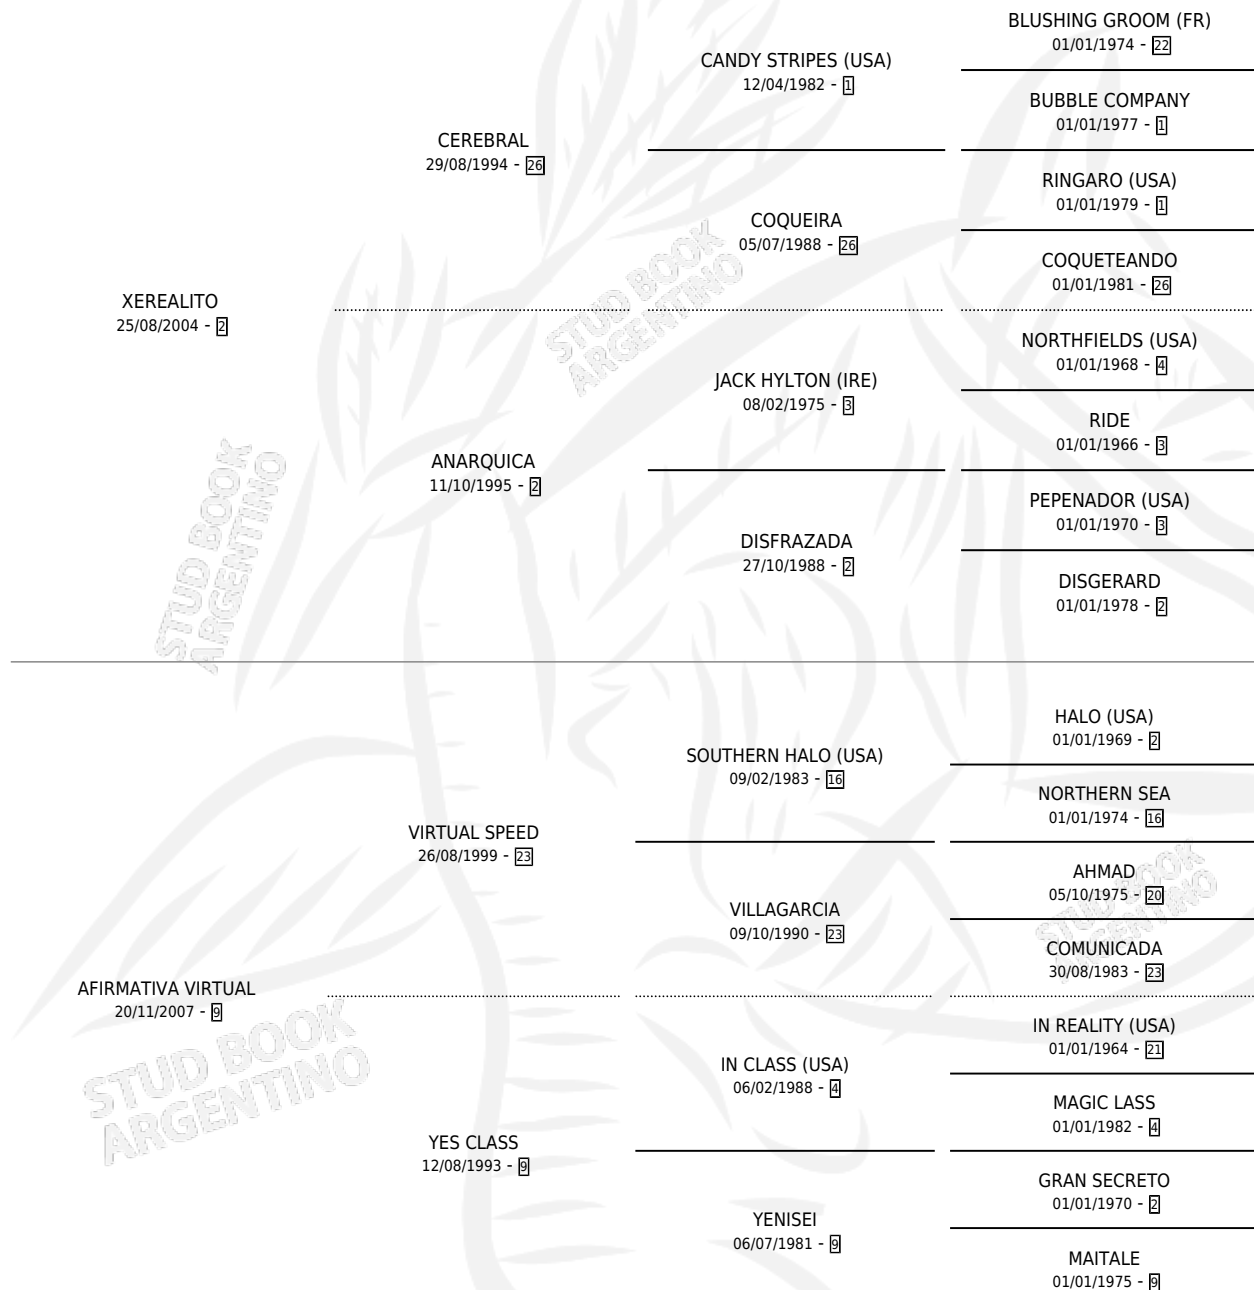 BLUSHING GROOM (FR)
01/01/1974 - 22
CANDY STRIPES (USA)
12/04/1982 - 1
BUBBLE COMPANY
01/01/1977 - 1
CEREBRAL
29/08/1994 - 26
RINGARO (USA)
01/01/1979 - 1
COQUEIRA
05/07/1988 - 26
COQUETEANDO
01/01/1981 - 26
XEREALITO
25/08/2004 - 2
NORTHFIELDS (USA)
01/01/1968 - 4
JACK HYLTON (IRE)
08/02/1975 - 3
RIDE
01/01/1966 - 3
ANARQUICA
11/10/1995 - 2
PEPENADOR (USA)
01/01/1970 - 3
DISFRAZADA
27/10/1988 - 2
DISGERARD
01/01/1978 - 2
HALO (USA)
01/01/1969 - 2
SOUTHERN HALO (USA)
09/02/1983 - 16
NORTHERN SEA
01/01/1974 - 16
VIRTUAL SPEED
26/08/1999 - 23
AHMAD
05/10/1975 - 20
VILLAGARCIA
09/10/1990 - 23
COMUNICADA
30/08/1983 - 23
AFIRMATIVA VIRTUAL
20/11/2007 - 9
IN REALITY (USA)
01/01/1964 - 21
IN CLASS (USA)
06/02/1988 - 4
MAGIC LASS
01/01/1982 - 4
YES CLASS
12/08/1993 - 9
GRAN SECRETO
01/01/1970 - 2
YENISEI
06/07/1981 - 9
MAITALE
01/01/1975 - 9
STUD BOOK
ARGENTINO
STUD BOOK
ARGENTINO
STUD BOOK
ARGENTINO
STUD BOOK
ARGENTINO